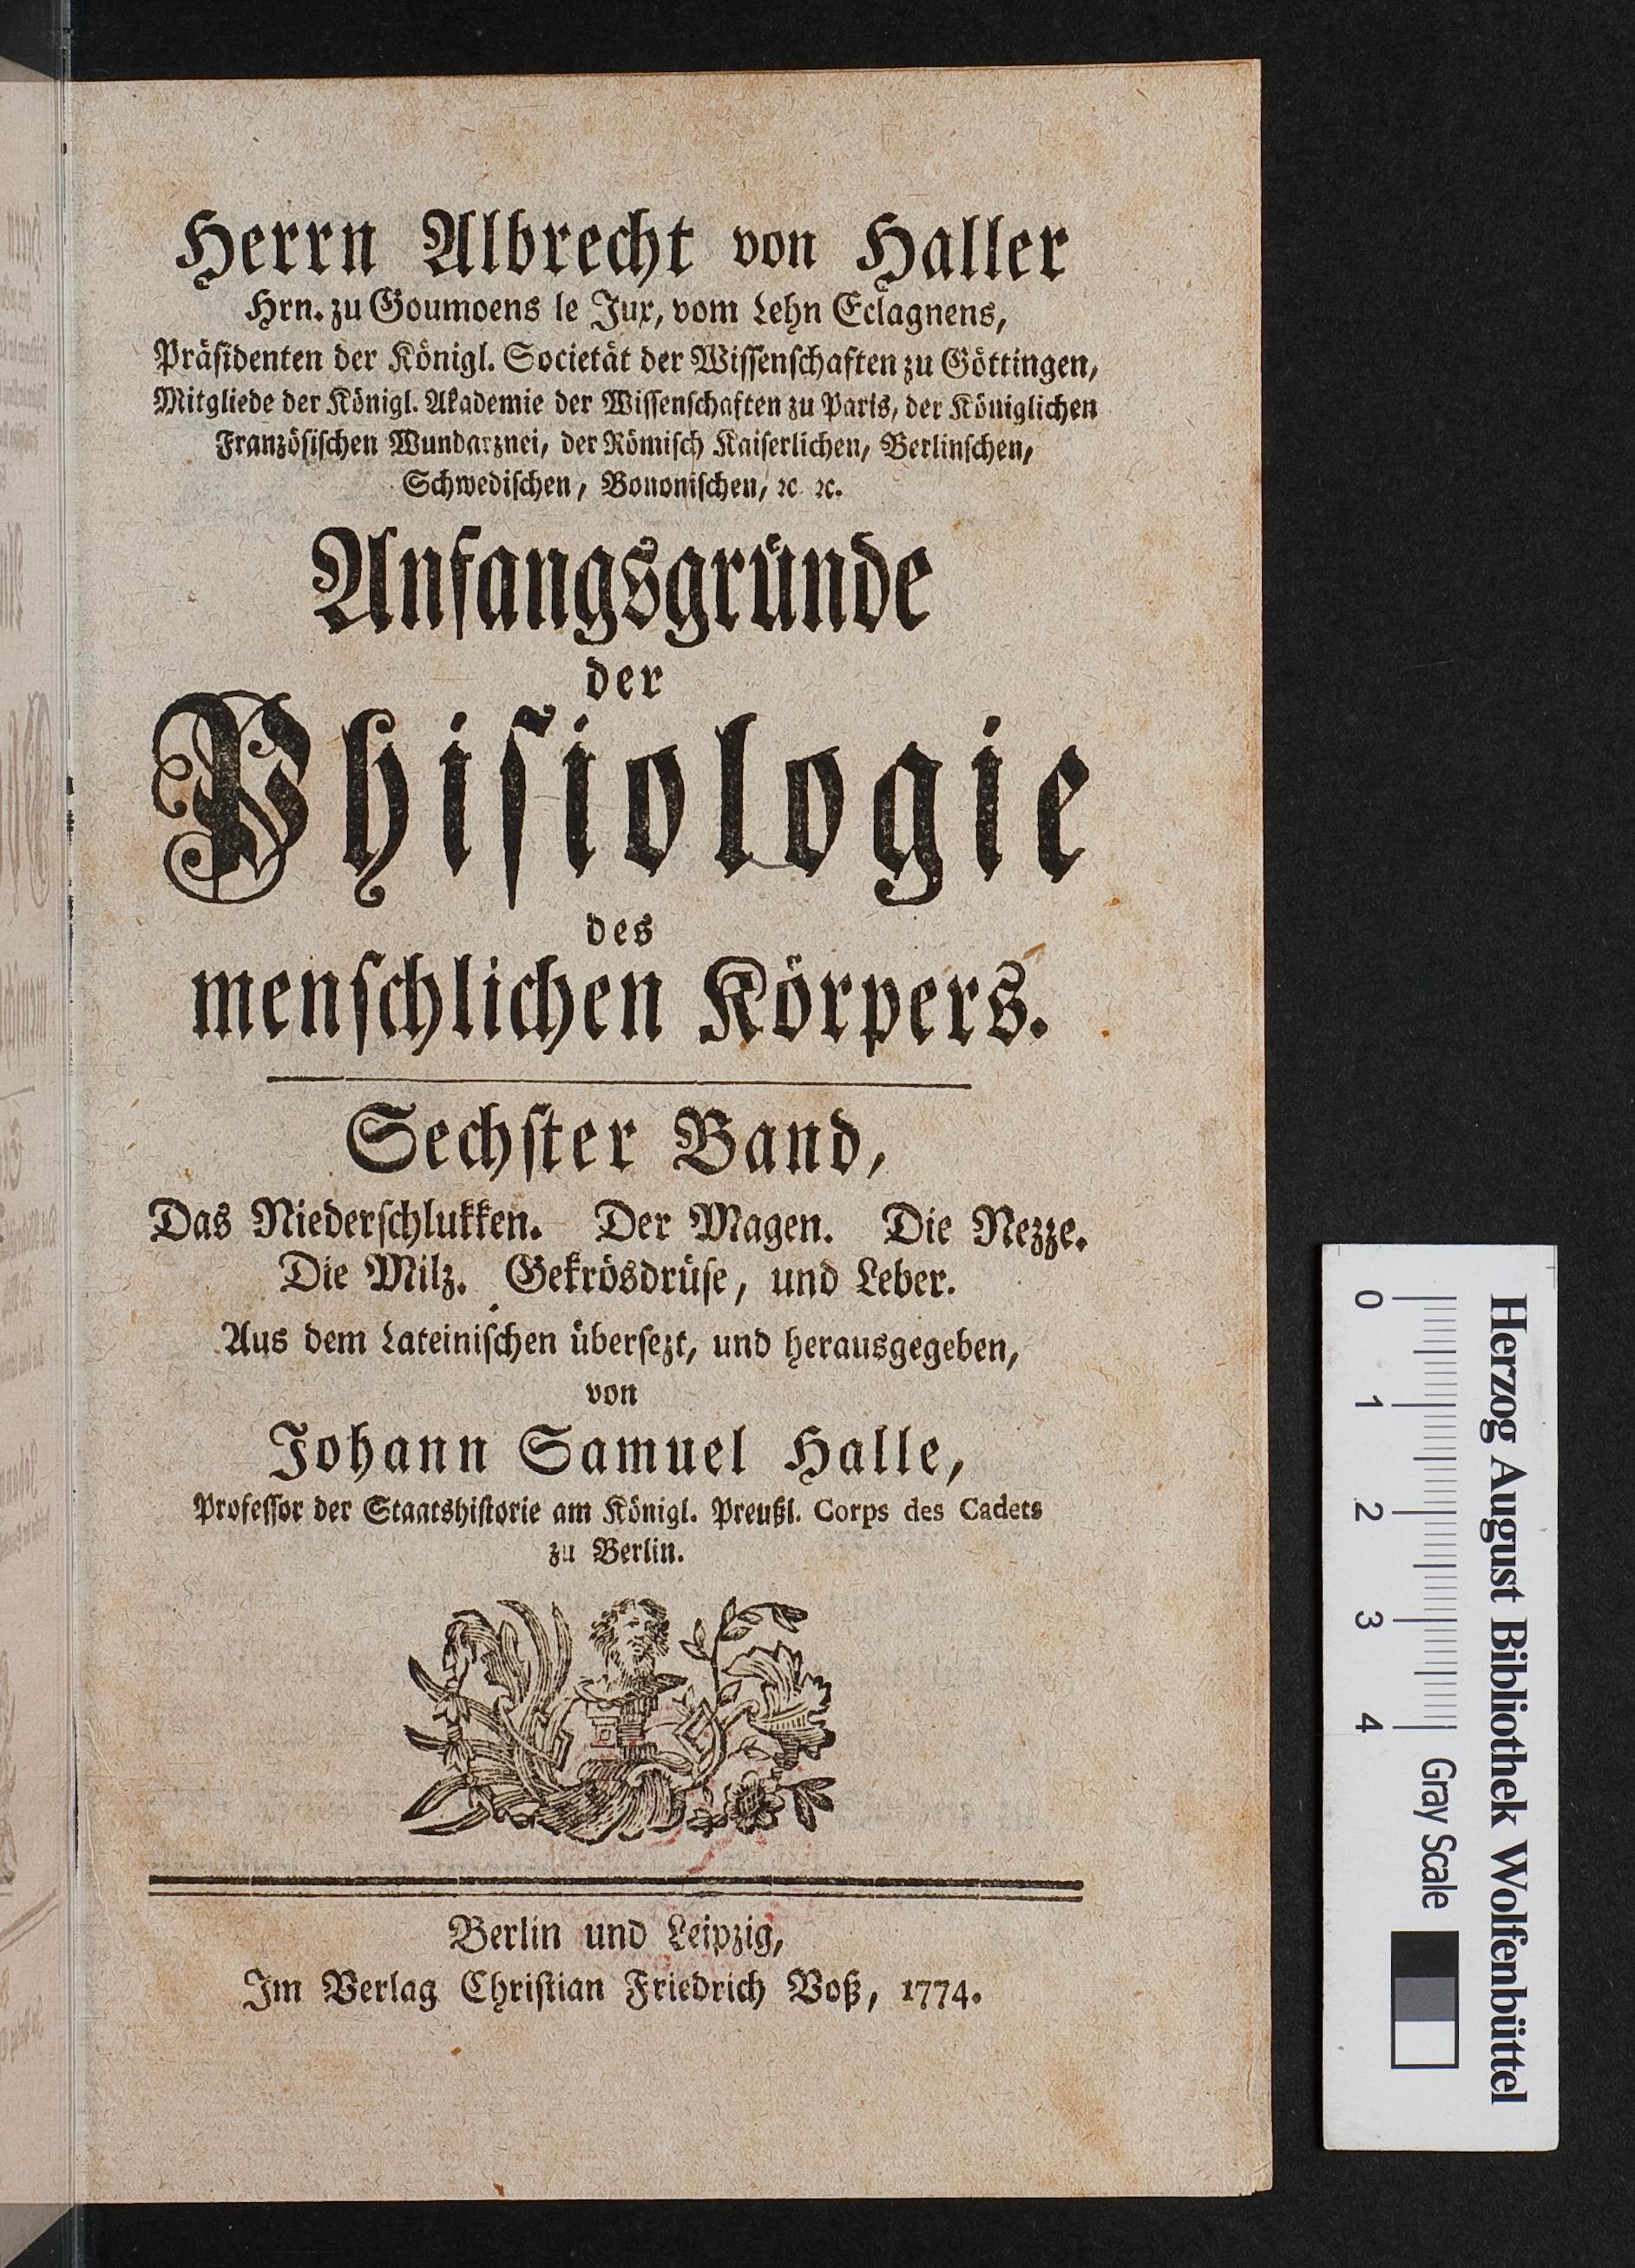 Herrn Albrecht von Haller
Hrn. zu Goumoens le Jux, vom Lehn Eclagnens,
Präſidenten der Königl. Societät der Wiſſenſchaften zu Göttingen,
Mitgliede der Königl. Akademie der Wiſſenſchaften zu Paris, der Königlichen
Franzöſiſchen Wundarznei, der Römiſch Kaiſerlichen, Berlinſchen,
Schwediſchen, Bononiſchen, ꝛc ꝛc.
Anfangsgründe
der
Phiſiologie
des
menſchlichen Körpers.
Sechſter Band,
Das Niederſchlukken. Der Magen. Die Nezze.
Die Milz. Gekrösdrüſe, und Leber.
Aus dem Lateiniſchen überſezt, und herausgegeben,
von
Johann Samuel Halle,
Profeſſor der Staatshiſtorie am Königl. Preußl. Corps des Cadets
zu Berlin.
Berlin und Leipzig,
Im Verlag Chriſtian Friedrich Voß, 1774.
Herzog August Bibliothek Wolfenbüttel
0 1 2 3 4 Gray Scale